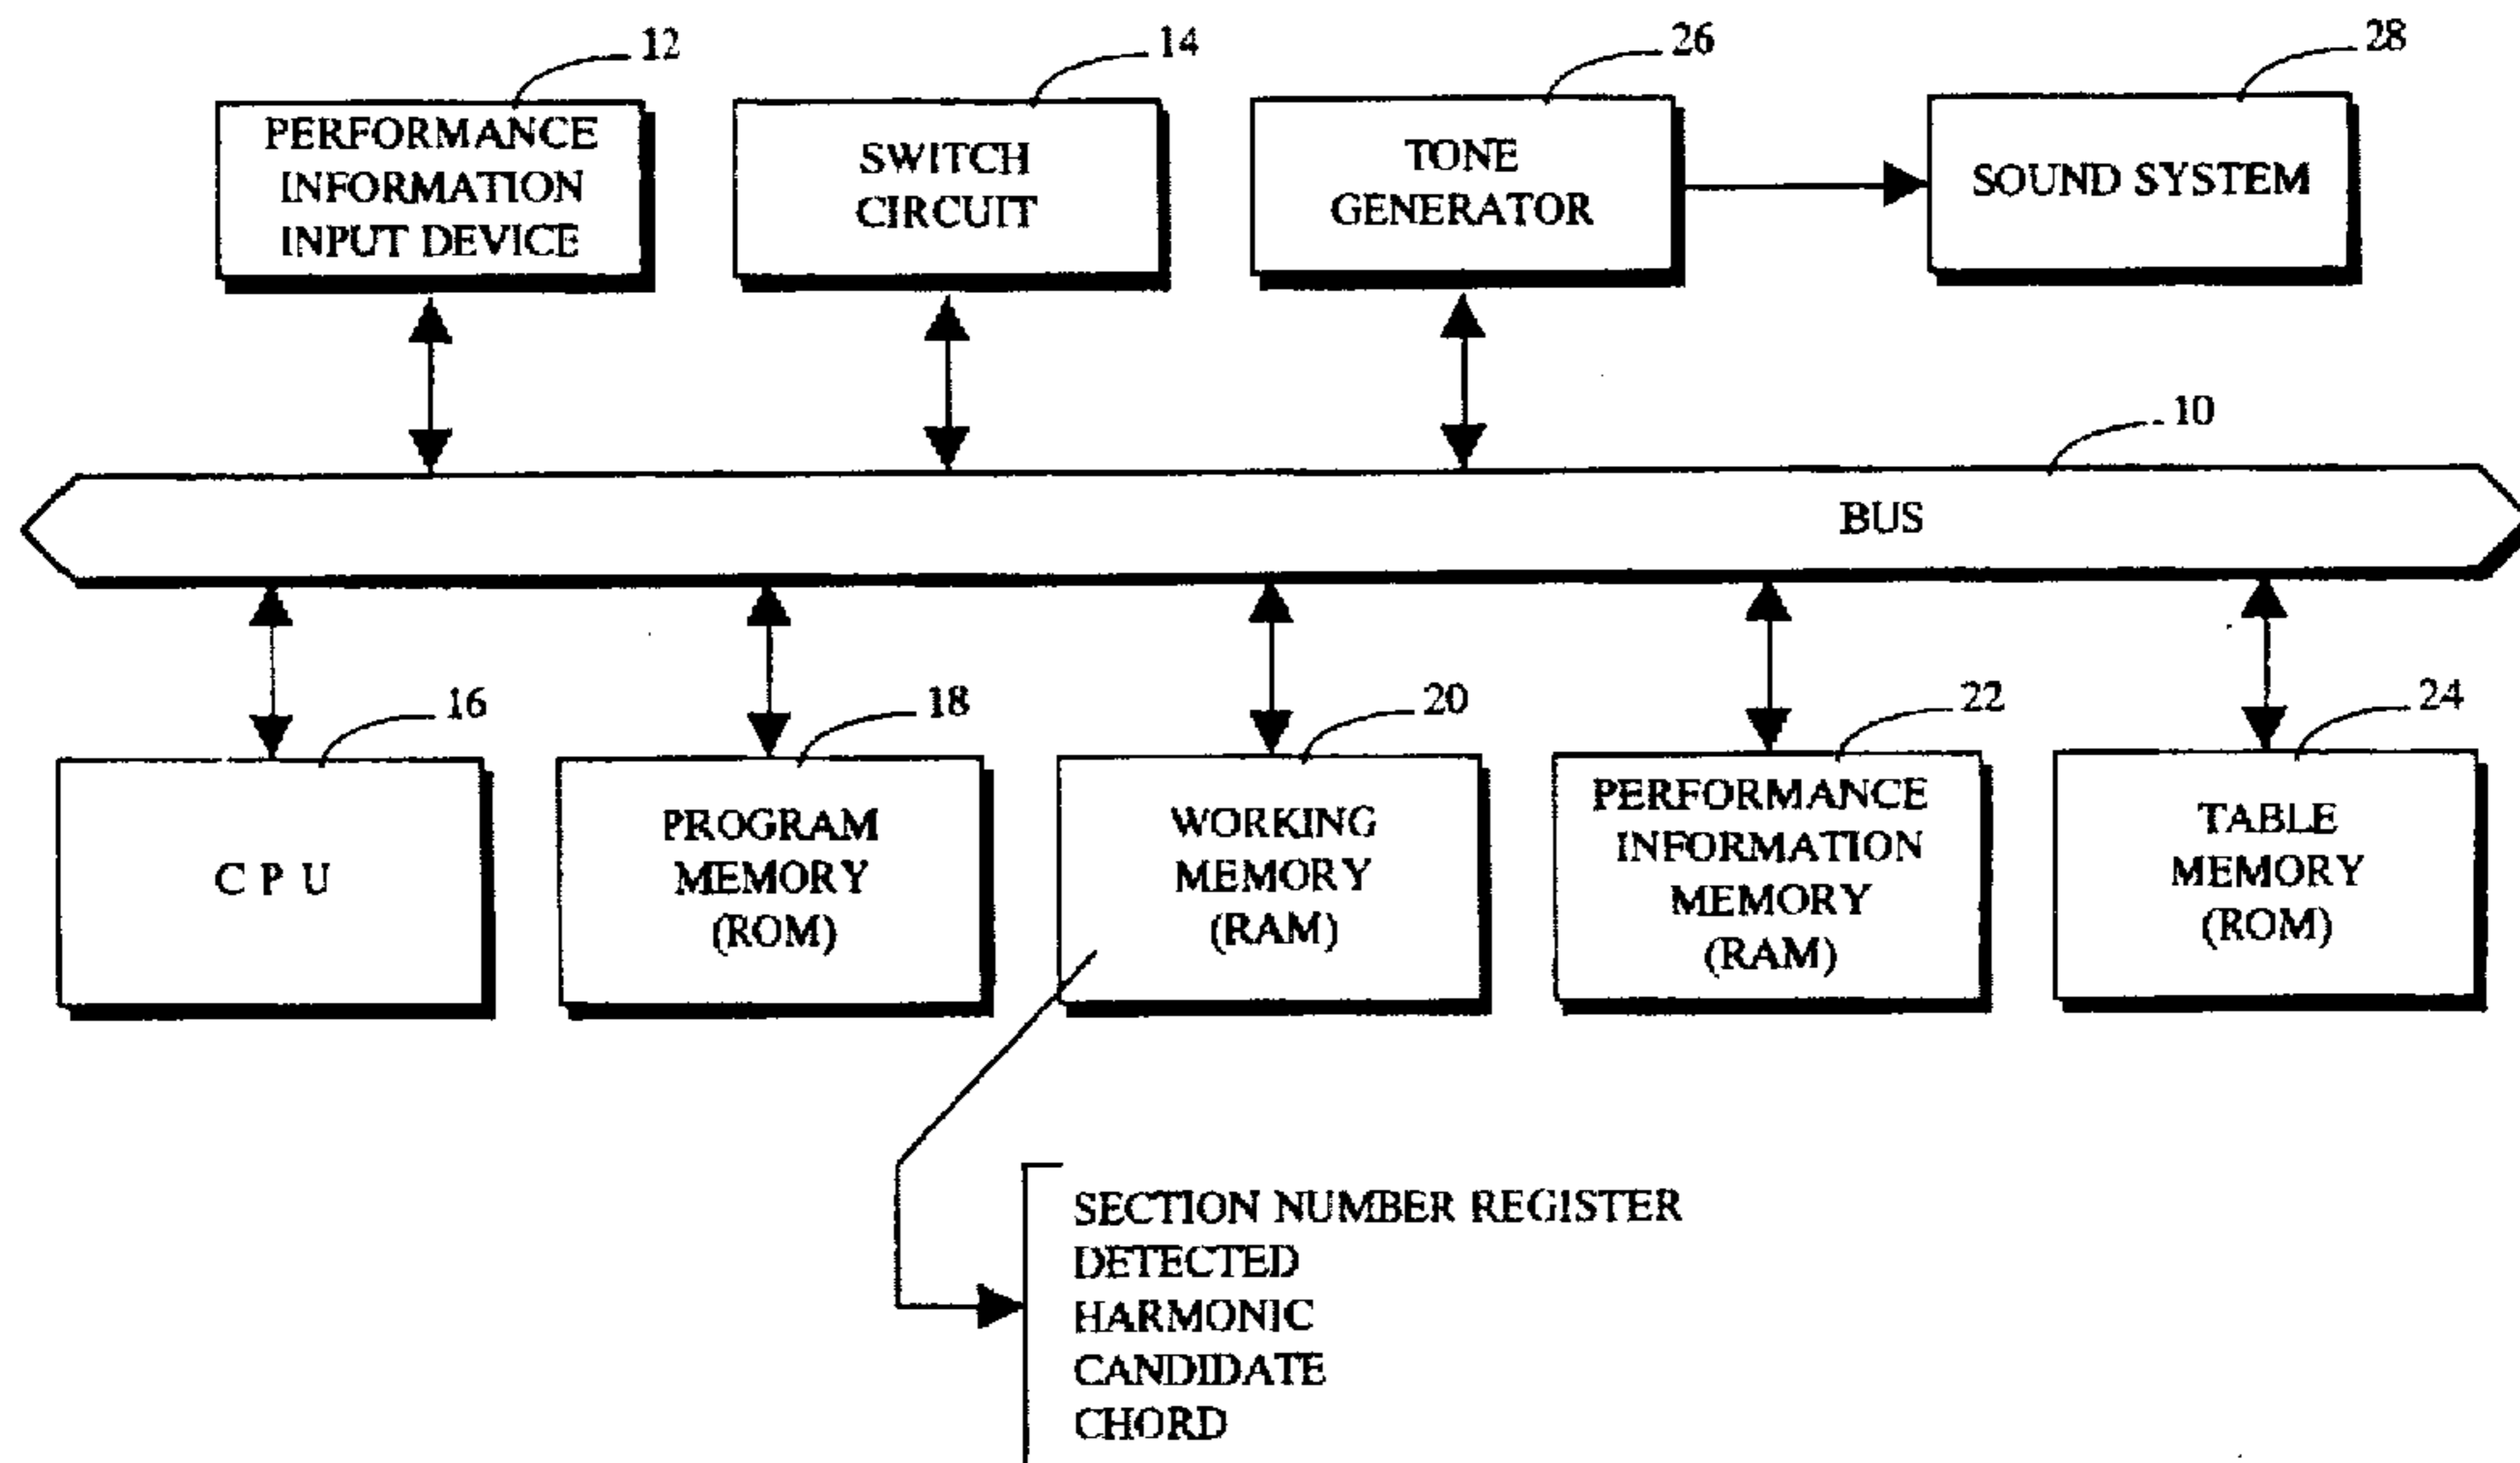 12
PERFORMANCE
INFORMATION
INPUT DEVICE
14
SWITCH
CIRCUIT
26
TONE
GENERATOR
28
SOUND SYSTEM
10
BUS
16
C P U
18
PROGRAM
MEMORY
(ROM)
20
WORKING
MEMORY
(RAM)
22
PERFORMANCE
INFORMATION
MEMORY
(RAM)
24
TABLE
MEMORY
(ROM)
SECTION NUMBER REGISTER
DETECTED
HARMONIC
CANDIDATE
CHORD